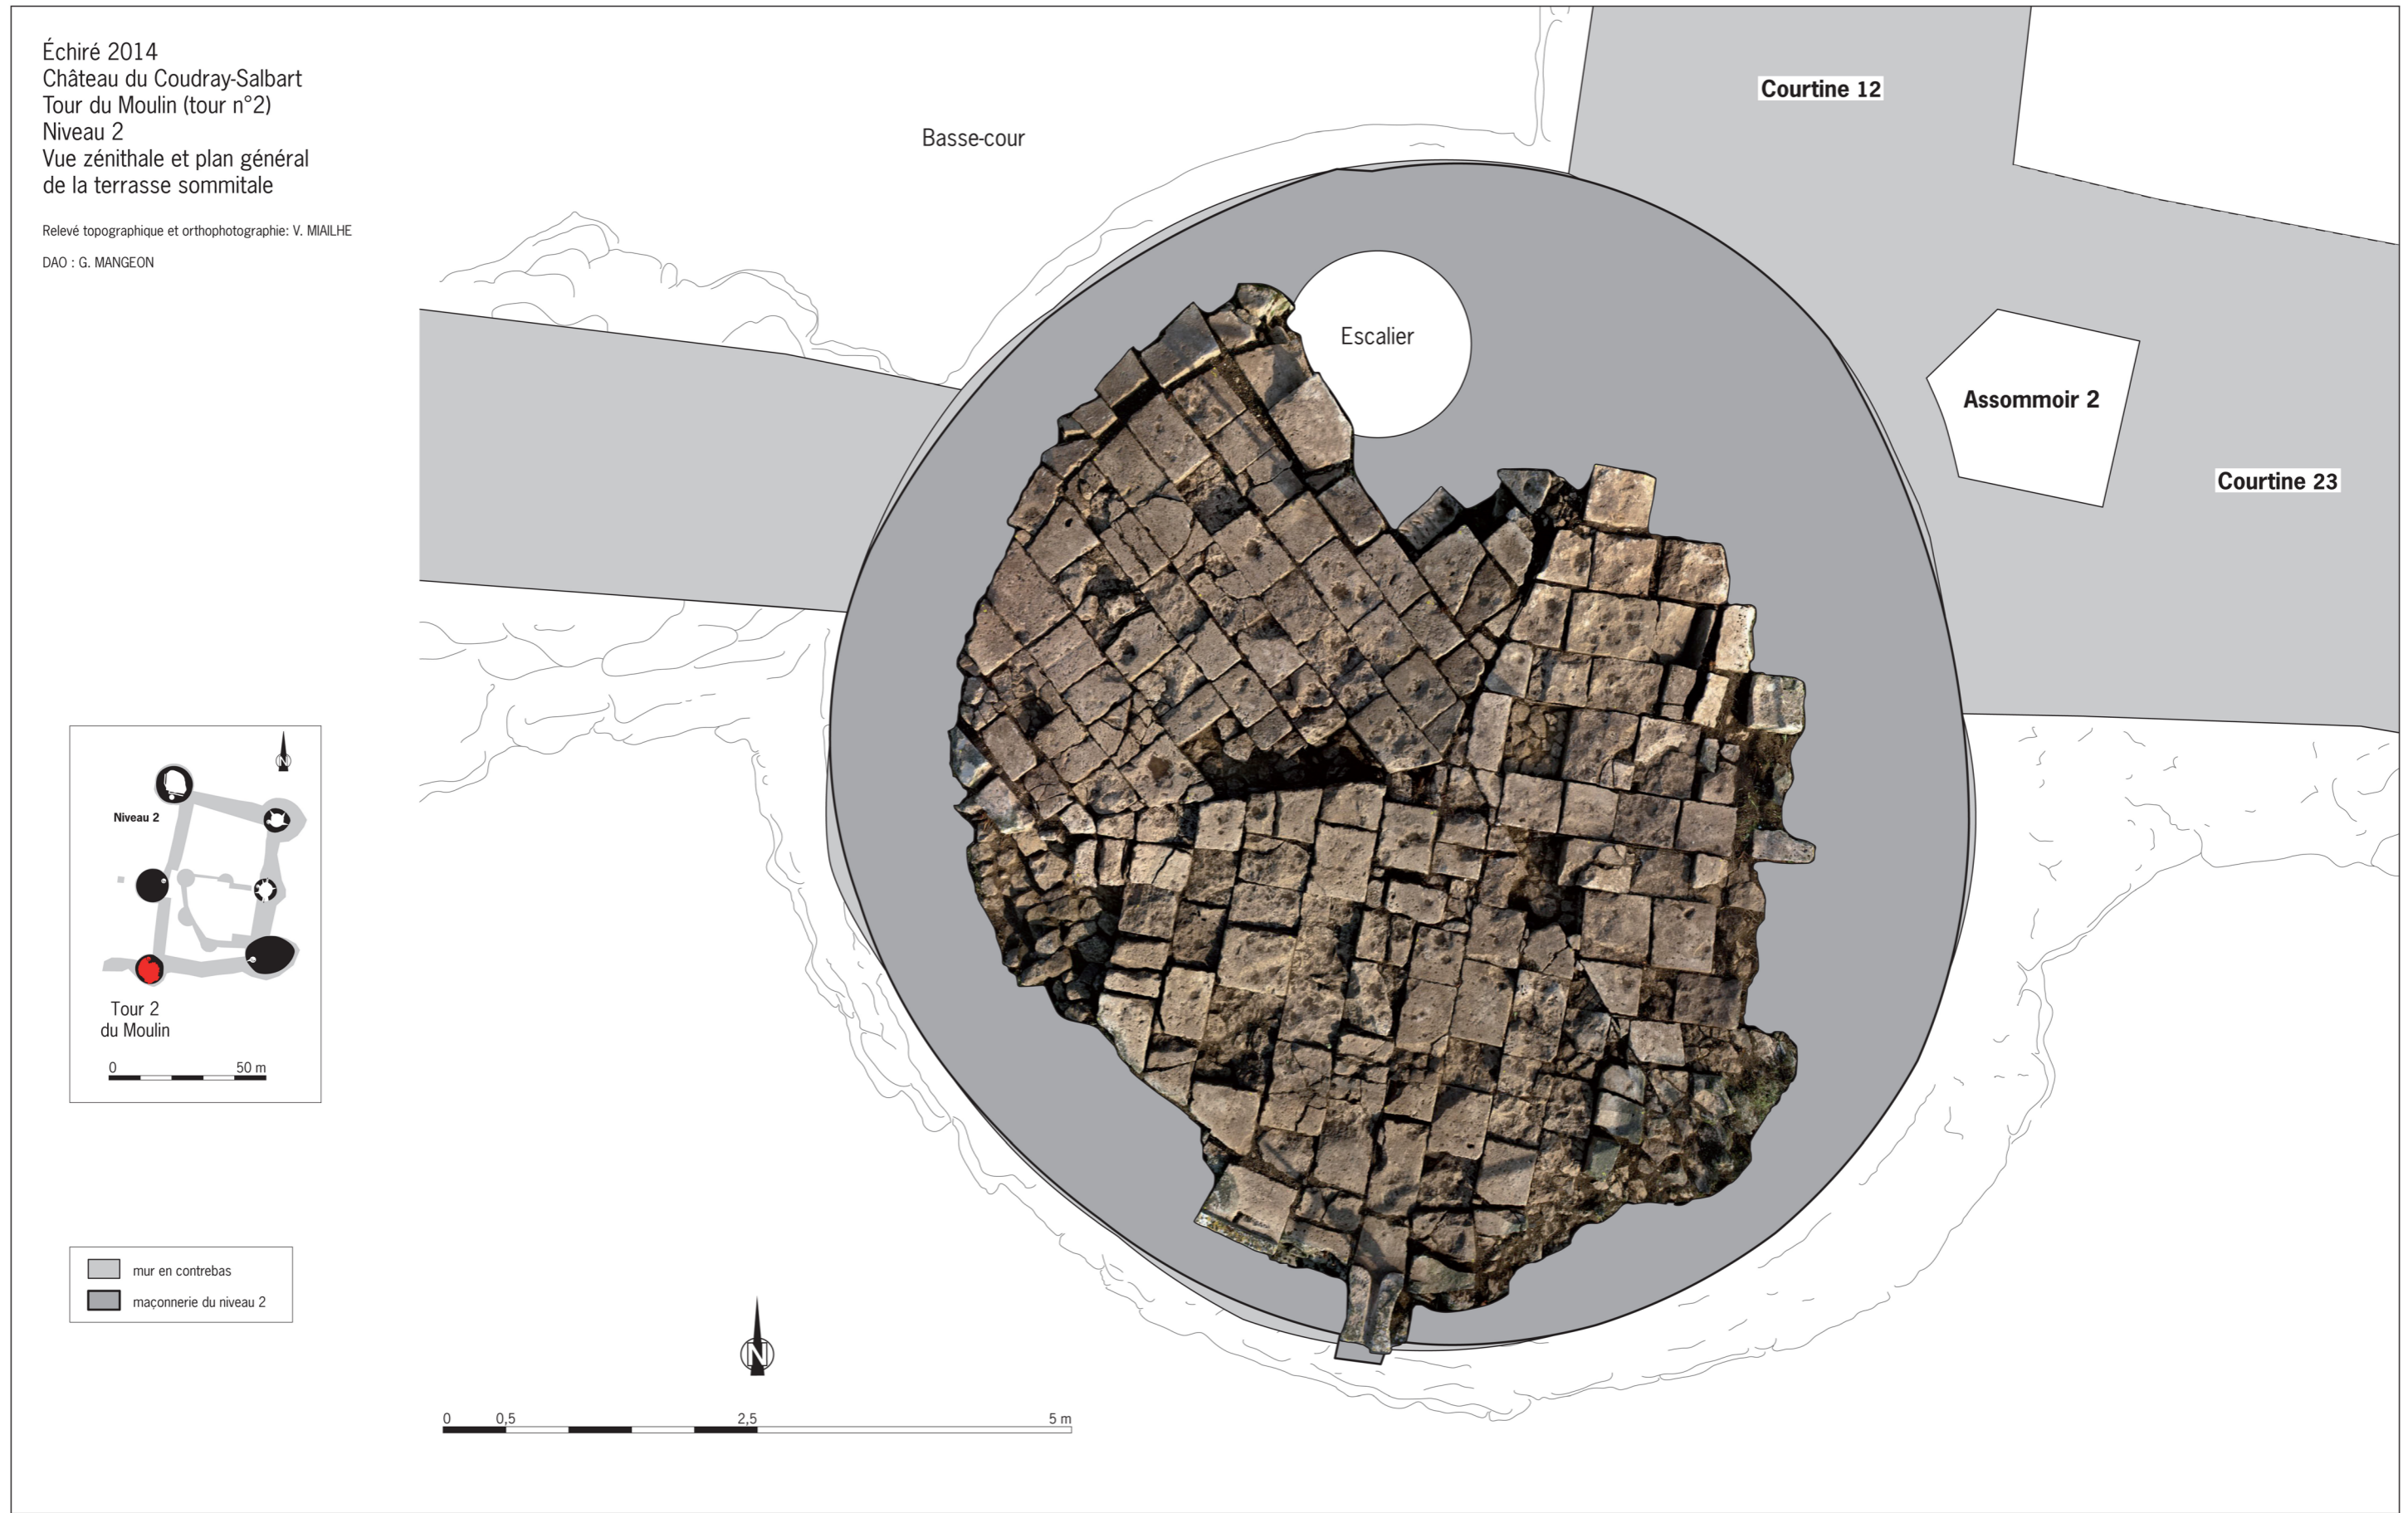 Échiré 2014
Château du Coudray-Salbart
Tour du Moulin (tour n°2)
Niveau 2
Vue zénithale et plan général
de la terrasse sommitale
Relevé topographique et orthophotographie: V. MIAILHE
DAO : G. MANGEON
Basse-cour
Courtine 12
Escalier
Assommoir 2
Courtine 23
N
Niveau 2
Tour 2
du Moulin
0 50 m
mur en contrebas
maçonnerie du niveau 2
N
0 0,5 2,5 5 m